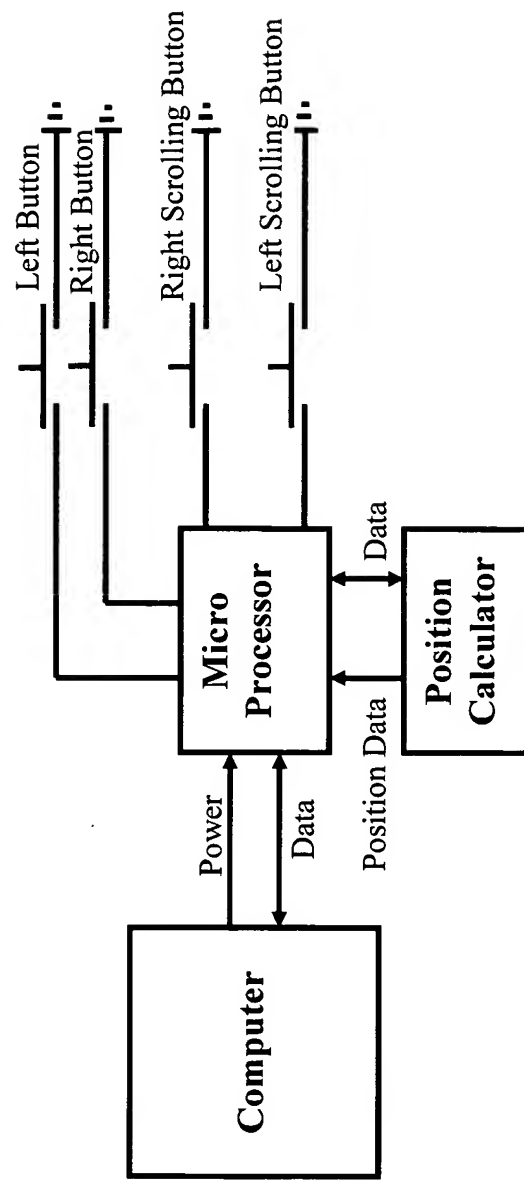 Left Button
Right Button
Right Scrolling Button
Left Scrolling Button
Micro
Processor
Power
Data
Computer
Position Data
Data
Position
Calculator